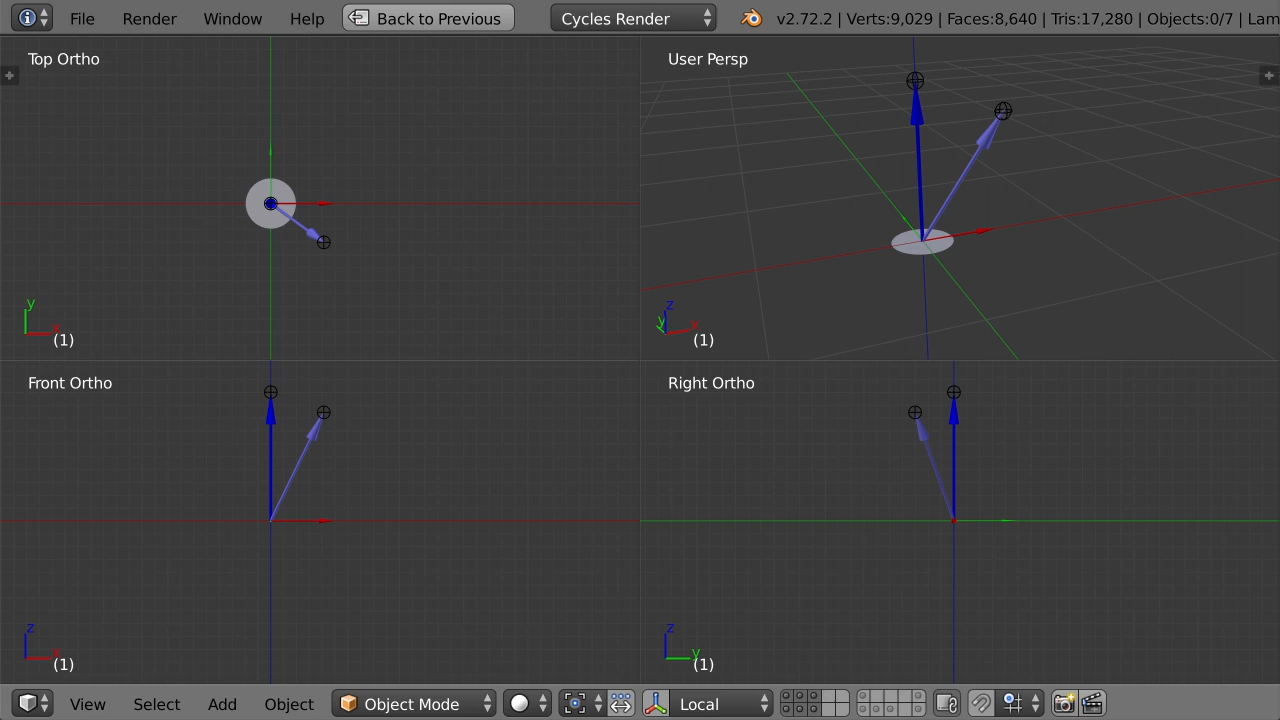 File Render Window Help Back to Previous Cycles Render v2.72.2 | Verts:9,029 | Faces:8,640 | Tris:17,280 | Objects:0/7 | Lam
Top Ortho
User Persp
y
x
(1)
z
y
x
(1)
Front Ortho
Right Ortho
z
x
(1)
z
y
(1)
View Select Add Object Object Mode Local